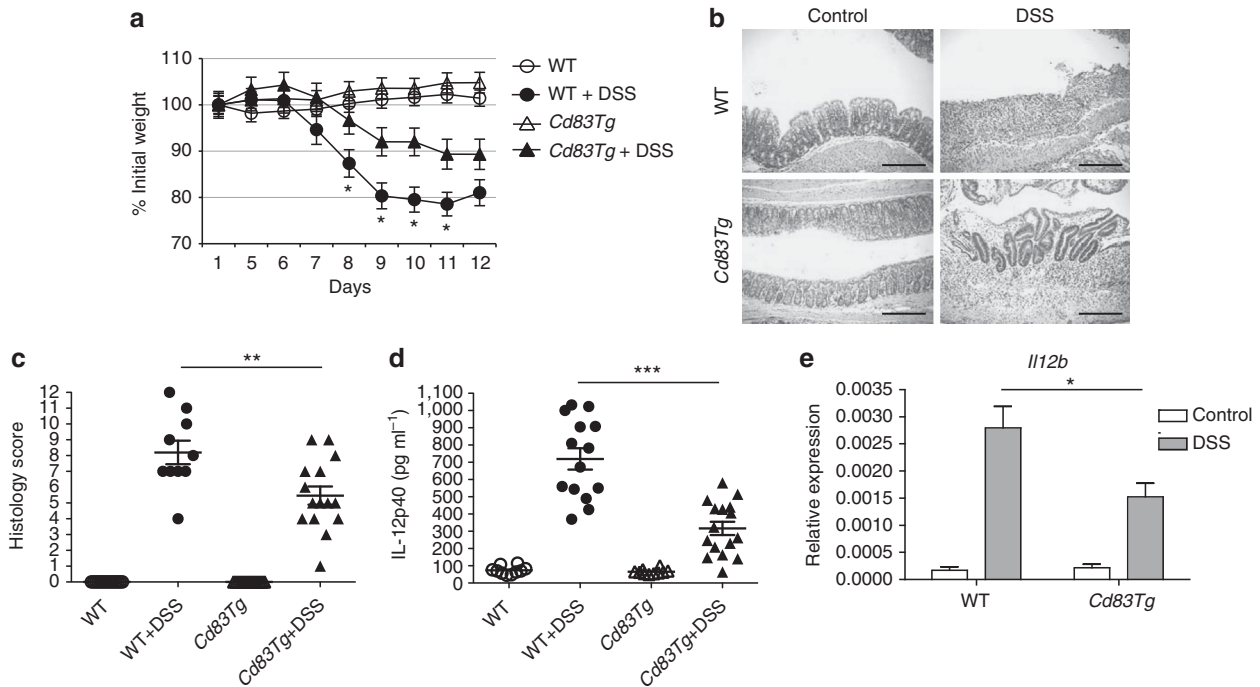 a
110
100
90
80
70
% Initial weight
* * * *
1 5 6 7 8 9 10 11 12
Days
WT
WT + DSS
Cd83Tg
Cd83Tg + DSS
b
Control DSS
WT
Cd83Tg
c
**
12
11
10
9
8
7
6
5
4
3
2
1
0
Histology score
WT
WT+DSS
Cd83Tg
Cd83Tg+DSS
d
***
1,100
1,000
900
800
700
600
500
400
300
200
100
0
IL-12p40 (pg ml⁻¹)
WT
WT+DSS
Cd83Tg
Cd83Tg+DSS
e
Il12b
*
0.0035
0.0030
0.0025
0.0020
0.0015
0.0010
0.0005
0.0000
Relative expression
WT Cd83Tg
Control
DSS